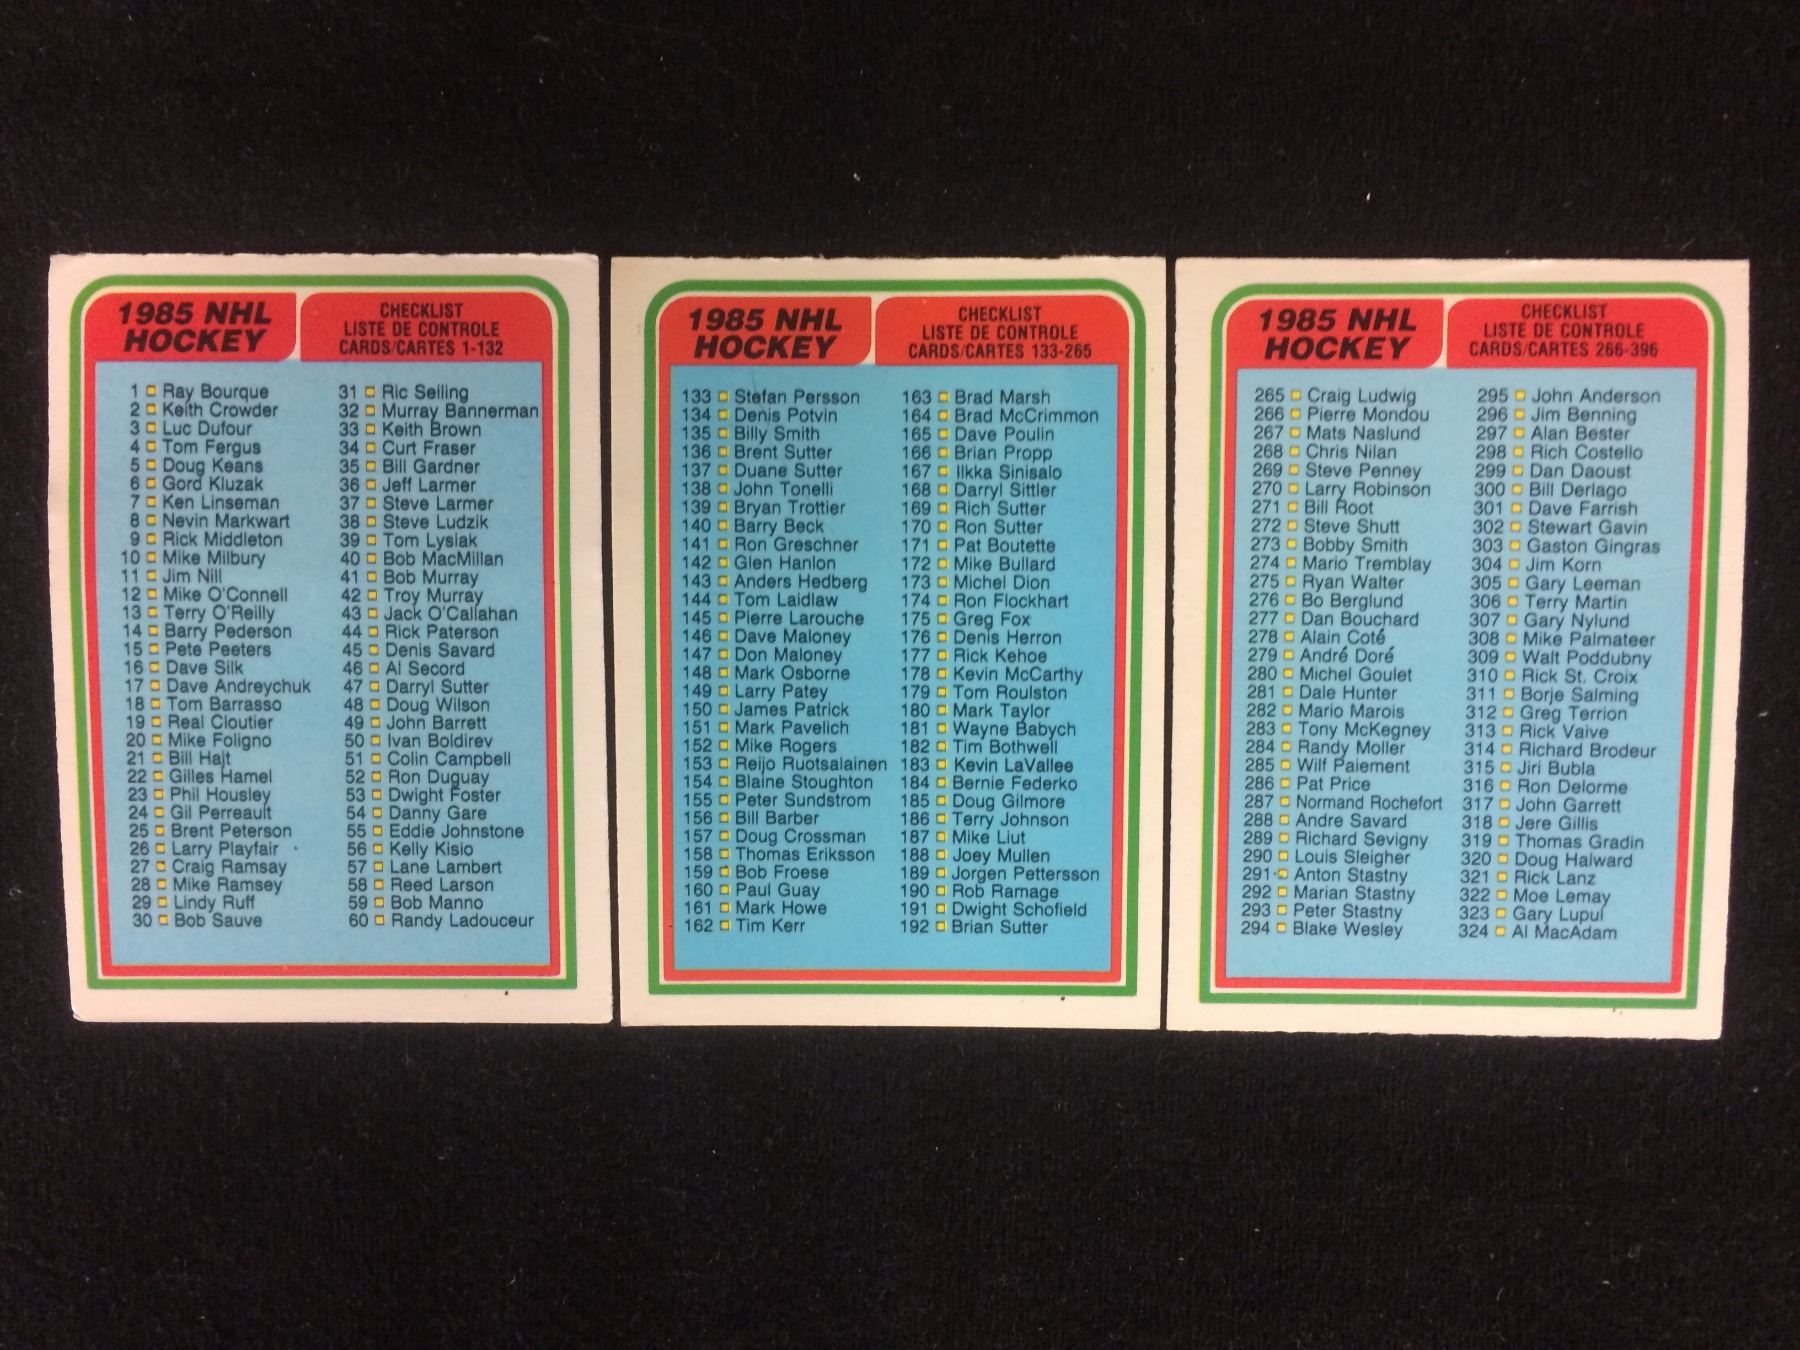 1985 NHL
HOCKEY
CHECKLIST
LISTE DE CONTROLE
CARDS/CARTES 1-132
1 Ray Bourque
2 Keith Crowder
3 Luc Dufour
4 Tom Fergus
5 Doug Keans
6 Gord Kluzak
7 Ken Linseman
8 Nevin Markwart
9 Rick Middleton
10 Mike Milbury
11 Jim Nill
12 Mike O'Connell
13 Terry O'Reilly
14 Barry Pederson
15 Pete Peeters
16 Dave Silk
17 Dave Andreychuk
18 Tom Barrasso
19 Real Cloutier
20 Mike Foligno
21 Bill Hajt
22 Gilles Hamel
23 Phil Housley
24 Gil Perreault
25 Brent Peterson
26 Larry Playfair
27 Craig Ramsay
28 Mike Ramsey
29 Lindy Ruff
30 Bob Sauve
31 Ric Seiling
32 Murray Bannerman
33 Keith Brown
34 Curt Fraser
35 Bill Gardner
36 Jeff Larmer
37 Steve Larmer
38 Steve Ludzik
39 Tom Lysiak
40 Bob MacMillan
41 Bob Murray
42 Troy Murray
43 Jack O'Callahan
44 Rick Paterson
45 Denis Savard
46 Al Secord
47 Darryl Sutter
48 Doug Wilson
49 John Barrett
50 Ivan Boldirev
51 Colin Campbell
52 Ron Duguay
53 Dwight Foster
54 Danny Gare
55 Eddie Johnstone
56 Kelly Kisio
57 Lane Lambert
58 Reed Larson
59 Bob Manno
60 Randy Ladouceur
1985 NHL
HOCKEY
CHECKLIST
LISTE DE CONTROLE
CARDS/CARTES 133-265
133 Stefan Persson
134 Denis Potvin
135 Billy Smith
136 Brent Sutter
137 Duane Sutter
138 John Tonelli
139 Bryan Trottier
140 Barry Beck
141 Ron Greschner
142 Glen Hanlon
143 Anders Hedberg
144 Tom Laidlaw
145 Pierre Larouche
146 Dave Maloney
147 Don Maloney
148 Mark Osborne
149 Larry Patey
150 James Patrick
151 Mark Pavelich
152 Mike Rogers
153 Reijo Ruotsalainen
154 Blaine Stoughton
155 Peter Sundstrom
156 Bill Barber
157 Doug Crossman
158 Thomas Eriksson
159 Bob Froese
160 Paul Guay
161 Mark Howe
162 Tim Kerr
163 Brad Marsh
164 Brad McCrimmon
165 Dave Poulin
166 Brian Propp
167 Ilkka Sinisalo
168 Darryl Sittler
169 Rich Sutter
170 Ron Sutter
171 Pat Boutette
172 Mike Bullard
173 Michel Dion
174 Ron Flockhart
175 Greg Fox
176 Denis Herron
177 Rick Kehoe
178 Kevin McCarthy
179 Tom Roulston
180 Mark Taylor
181 Wayne Babych
182 Tim Bothwell
183 Kevin LaVallee
184 Bernie Federko
185 Doug Gilmore
186 Terry Johnson
187 Mike Liut
188 Joey Mullen
189 Jorgen Pettersson
190 Rob Ramage
191 Dwight Schofield
192 Brian Sutter
1985 NHL
HOCKEY
CHECKLIST
LISTE DE CONTROLE
CARDS/CARTES 266-396
265 Craig Ludwig
266 Pierre Mondou
267 Mats Naslund
268 Chris Nilan
269 Steve Penney
270 Larry Robinson
271 Bill Root
272 Steve Shutt
273 Bobby Smith
274 Mario Tremblay
275 Ryan Walter
276 Bo Berglund
277 Dan Bouchard
278 Alain Coté
279 André Doré
280 Michel Goulet
281 Dale Hunter
282 Mario Marois
283 Tony McKegney
284 Randy Moller
285 Wilf Paiement
286 Pat Price
287 Normand Rochefort
288 Andre Savard
289 Richard Sevigny
290 Louis Sleigher
291 Anton Stastny
292 Marian Stastny
293 Peter Stastny
294 Blake Wesley
295 John Anderson
296 Jim Benning
297 Alan Bester
298 Rich Costello
299 Dan Daoust
300 Bill Derlago
301 Dave Farrish
302 Stewart Gavin
303 Gaston Gingras
304 Jim Korn
305 Gary Leeman
306 Terry Martin
307 Gary Nylund
308 Mike Palmateer
309 Walt Poddubny
310 Rick St. Croix
311 Borje Salming
312 Greg Terrion
313 Rick Vaive
314 Richard Brodeur
315 Jiri Bubla
316 Ron Delorme
317 John Garrett
318 Jere Gillis
319 Thomas Gradin
320 Doug Halward
321 Rick Lanz
322 Moe Lemay
323 Gary Lupul
324 Al MacAdam